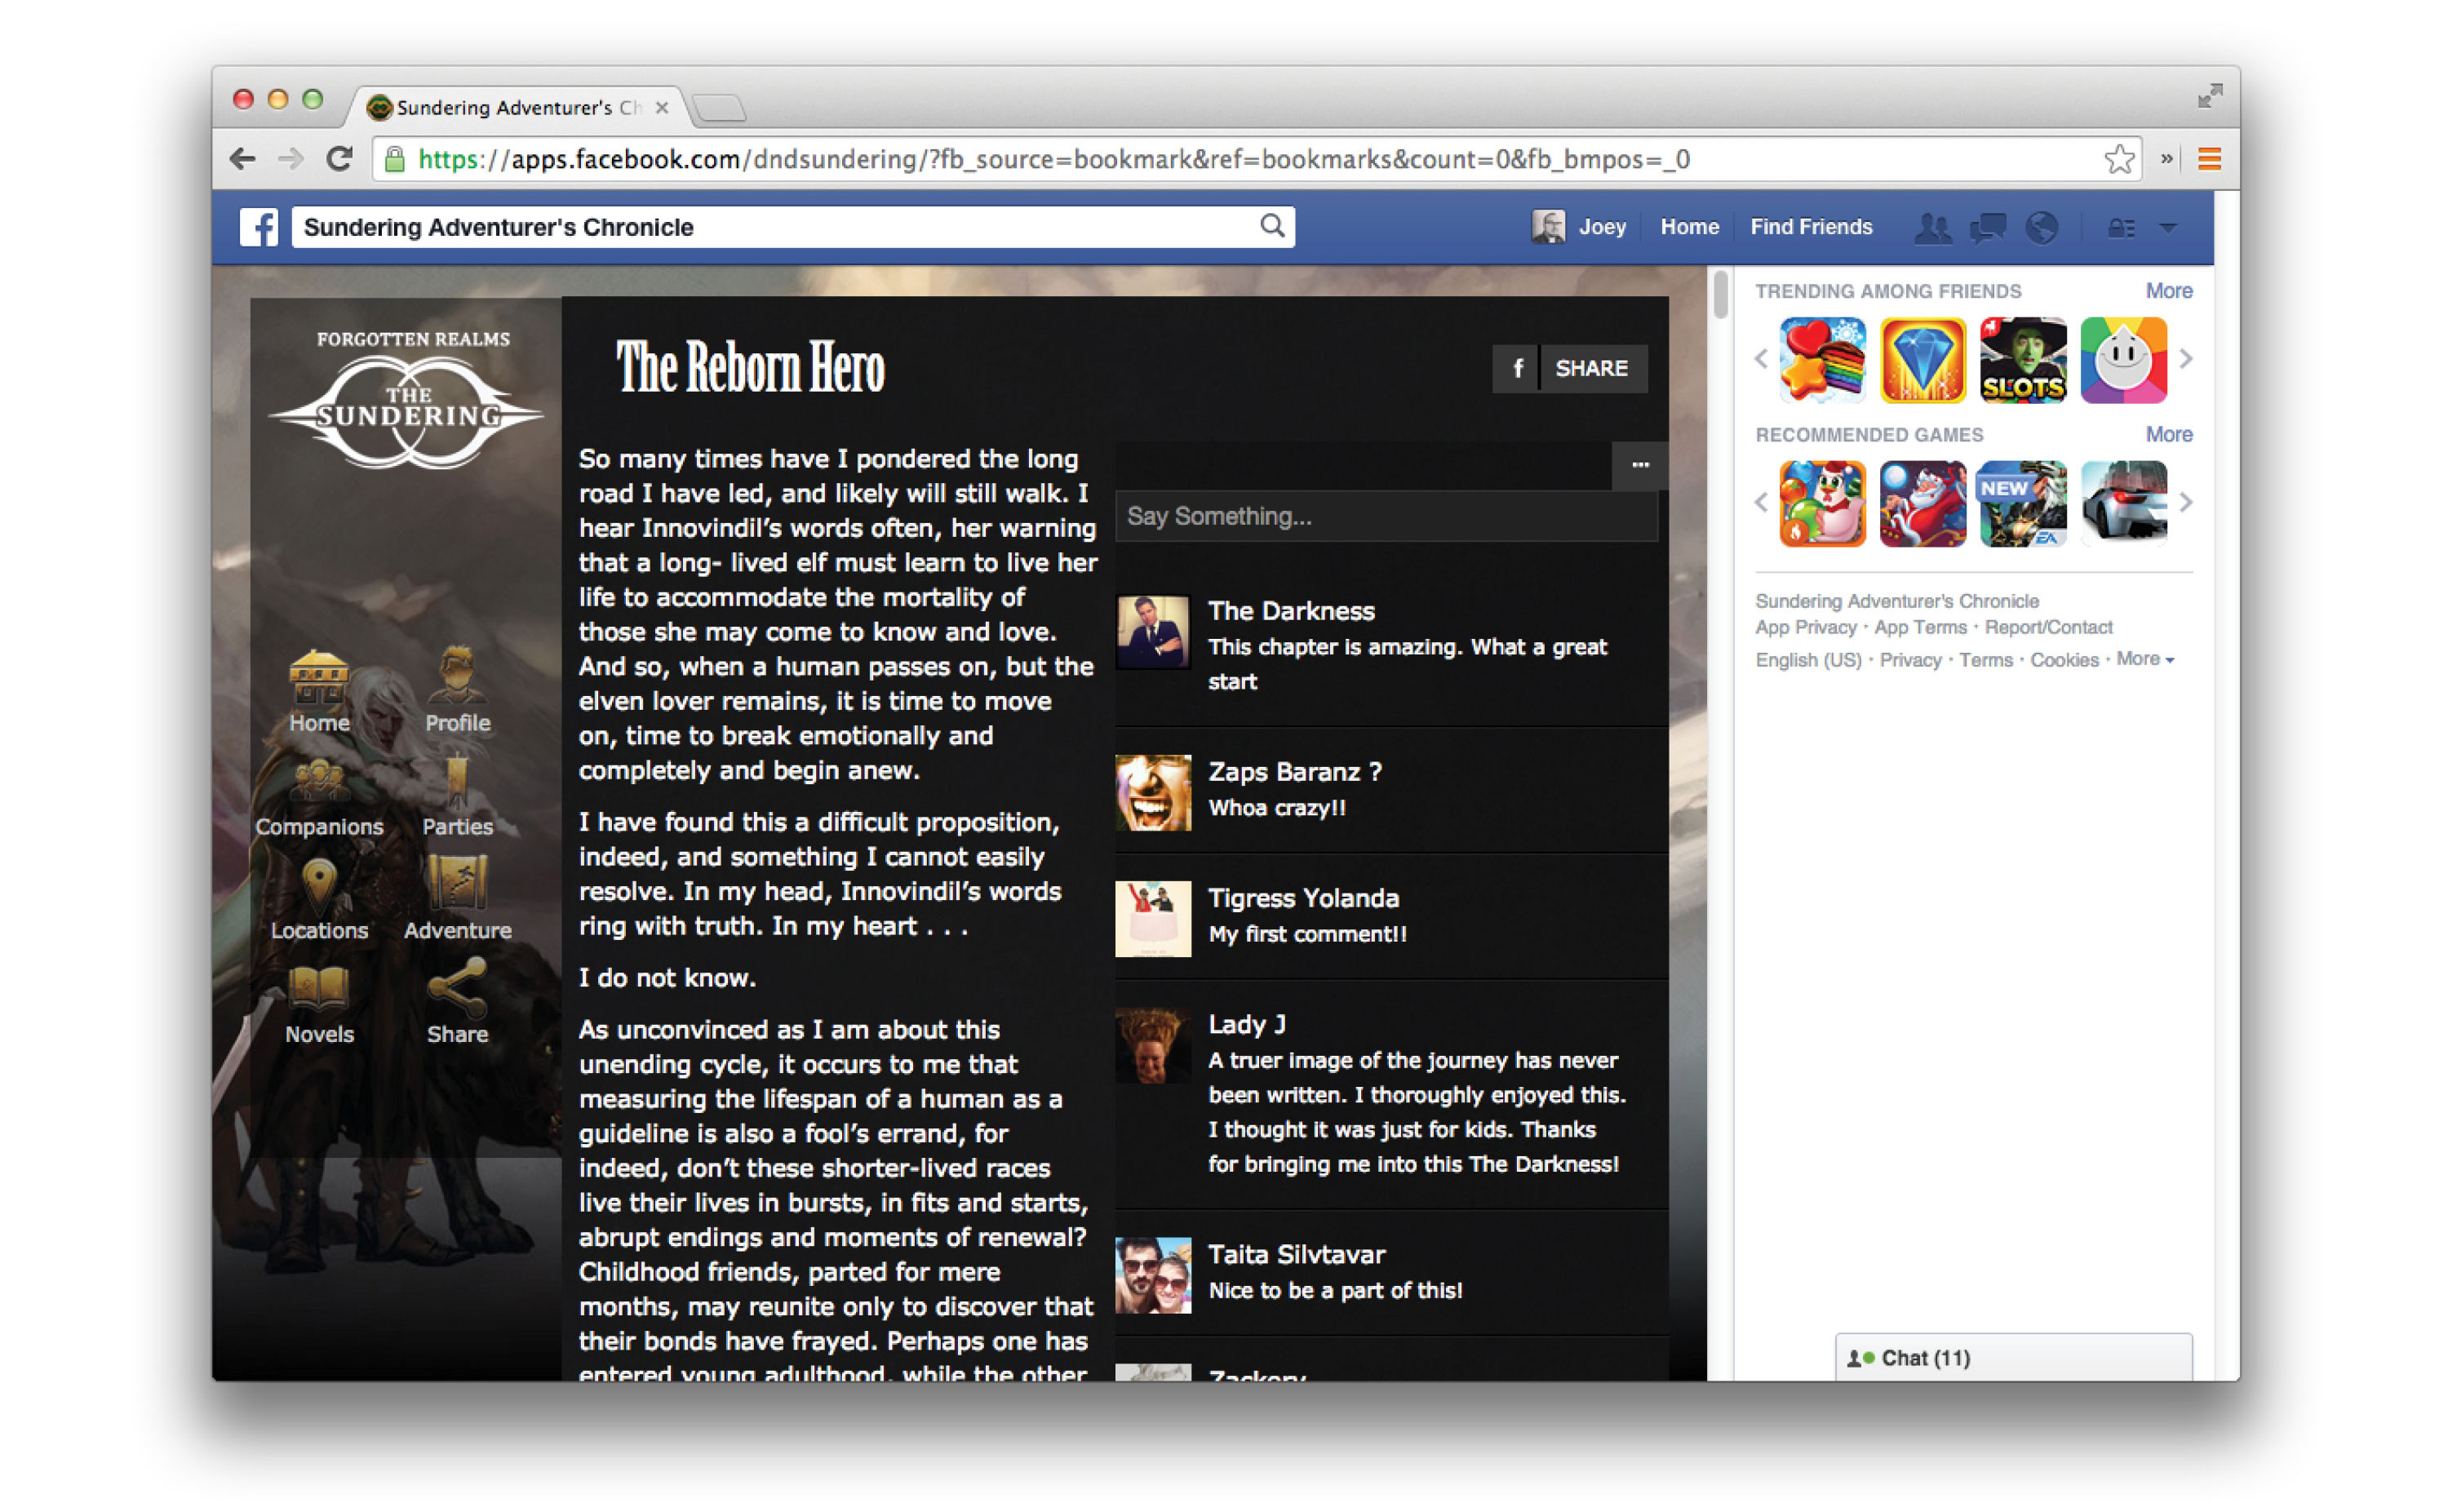 Sundering Adventurer's Ch
https://apps.facebook.com/dndsundering/?fb_source=bookmark&ref=bookmarks&count=0&fb_bmpos=_0
Sundering Adventurer's Chronicle
Joey
Home
Find Friends
FORGOTTEN REALMS
THE
SUNDERING
Home
Profile
Companions
Parties
Locations
Adventure
Novels
Share
The Reborn Hero
f SHARE
So many times have I pondered the long
road I have led, and likely will still walk. I
hear Innovindil’s words often, her warning
that a long- lived elf must learn to live her
life to accommodate the mortality of
those she may come to know and love.
And so, when a human passes on, but the
elven lover remains, it is time to move
on, time to break emotionally and
completely and begin anew.
I have found this a difficult proposition,
indeed, and something I cannot easily
resolve. In my head, Innovindil’s words
ring with truth. In my heart . . .
I do not know.
As unconvinced as I am about this
unending cycle, it occurs to me that
measuring the lifespan of a human as a
guideline is also a fool’s errand, for
indeed, don’t these shorter-lived races
live their lives in bursts, in fits and starts,
abrupt endings and moments of renewal?
Childhood friends, parted for mere
months, may reunite only to discover that
their bonds have frayed. Perhaps one has
entered young adulthood, while the other
...
Say Something...
The Darkness
This chapter is amazing. What a great
start
Zaps Baranz ?
Whoa crazy!!
Tigress Yolanda
My first comment!!
Lady J
A truer image of the journey has never
been written. I thoroughly enjoyed this.
I thought it was just for kids. Thanks
for bringing me into this The Darkness!
Taita Silvtavar
Nice to be a part of this!
Zackery
TRENDING AMONG FRIENDS
More
SLOTS
RECOMMENDED GAMES
More
NEW
EA
Sundering Adventurer's Chronicle
App Privacy · App Terms · Report/Contact
English (US) · Privacy · Terms · Cookies · More
Chat (11)